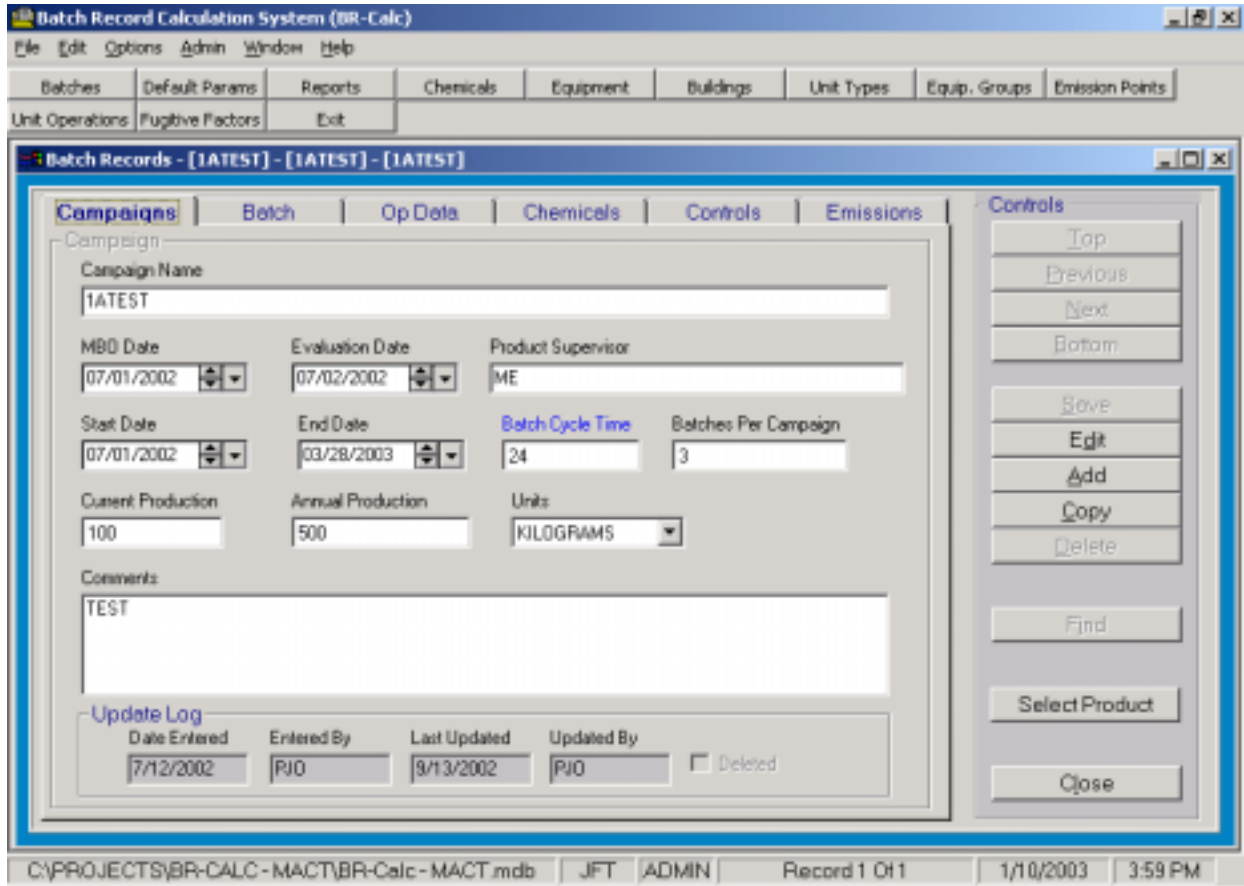 Batch Record Calculation System (BR-Calc)
File Edit Options Admin Window Help
Batches Default Params Reports Chemicals Equipment Buildings Unit Types Equip. Groups Emission Points
Unit Operations Fugitive Factors Exit
Batch Records - [1ATEST] - [1ATEST] - [1ATEST]
Campaigns Batch Op Data Chemicals Controls Emissions
Campaign
Campaign Name
1ATEST
MBO Date Evaluation Date Product Supervisor
07/01/2002 07/02/2002 ME
Start Date End Date Batch Cycle Time Batches Per Campaign
07/01/2002 03/28/2003 24 3
Current Production Annual Production Units
100 500 KILOGRAMS
Comments
TEST
Update Log
Date Entered Entered By Last Updated Updated By
7/12/2002 PJO 9/13/2002 PJO Deleted
Controls
Top
Previous
Next
Bottom
Save
Edit
Add
Copy
Delete
Find
Select Product
Close
C:\PROJECTS\BR-CALC - MACT\BR-Calc - MACT.mdb JFT ADMIN Record 1 Of 1 1/10/2003 3:59 PM